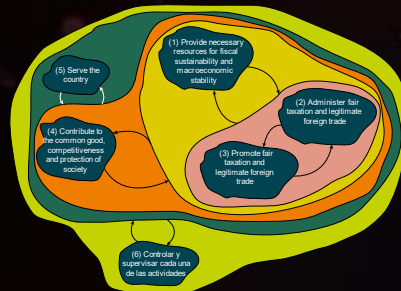 (1) Provide necessary
resources for fiscal
sustainability and
macroeconomic
stability
(5) Serve the
country
(2) Administer fair
taxation and legitimate
foreign trade
(4) Contribute to
the common good,
competitiveness
and protection of
society
(3) Promote fair
taxation and
legitimate foreign
trade
(6) Controlar y
supervisar cada una
de las actividades